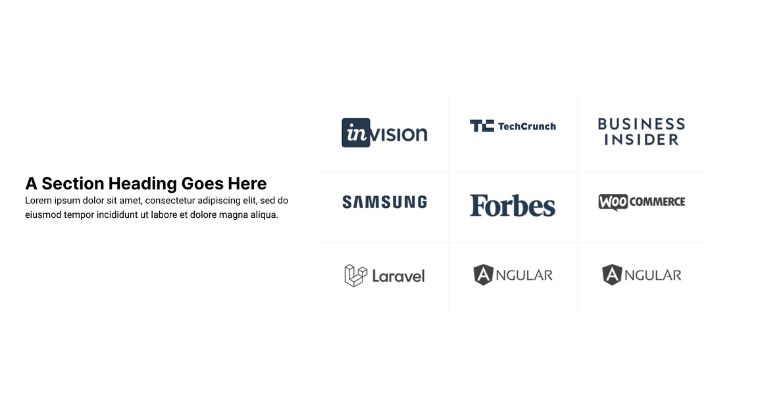 A Section Heading Goes Here
Lorem ipsum dolor sit amet, consectetur adipiscing elit, sed do
eiusmod tempor incididunt ut labore et dolore magna aliqua.
invision
TechCrunch
BUSINESS
INSIDER
SAMSUNG
Forbes
WOOCOMMERCE
Laravel
ANGULAR
ANGULAR